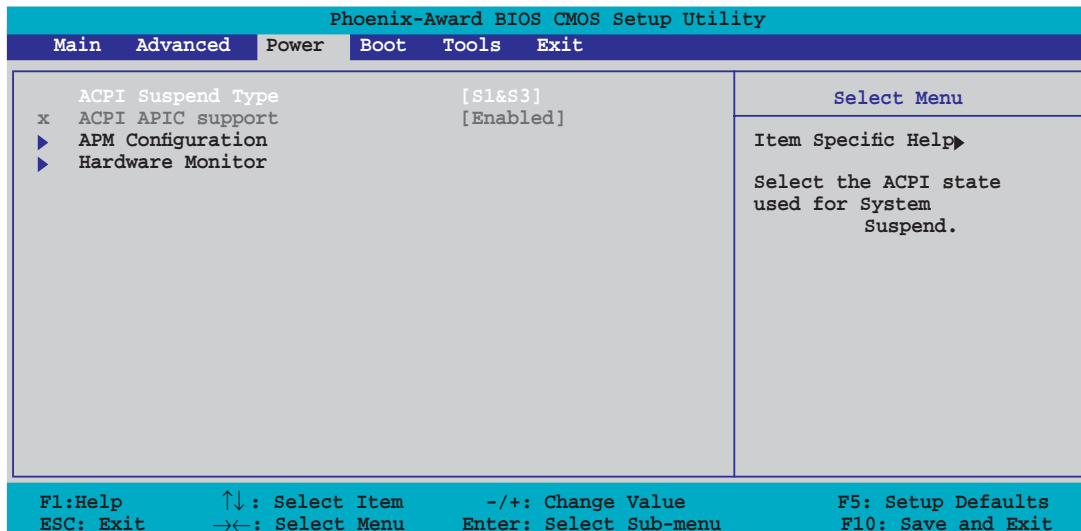 Phoenix-Award BIOS CMOS Setup Utility
Main Advanced Power Boot Tools Exit
ACPI Suspend Type [S1&S3]
x ACPI APIC support [Enabled]
APM Configuration
Hardware Monitor
Select Menu
Item Specific Help
Select the ACPI state
used for System
Suspend.
F1:Help ↑↓: Select Item -/+: Change Value F5: Setup Defaults
ESC: Exit →←: Select Menu Enter: Select Sub-menu F10: Save and Exit